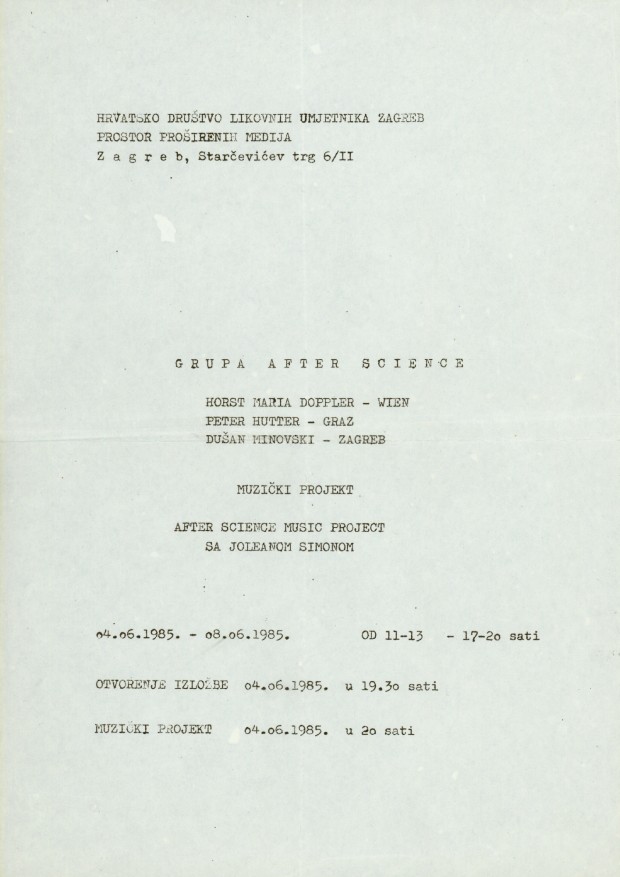 HRVATSKO DRUŠTVO LIKOVNIH UMJETNIKA ZAGREB
PROSTOR PROŠIRENIH MEDIJA
Z a g r e b, Starčevićev trg 6/II
G R U P A   A F T E R   S C I E N C E
HORST MARIA DOPPLER - WIEN
PETER HUTTER - GRAZ
DUŠAN MINOVSKI - ZAGREB
MUZIČKI PROJEKT
AFTER SCIENCE MUSIC PROJECT
SA JOLEANOM SIMONOM
o4.o6.1985. - o8.o6.1985.   OD 11-13   - 17-2o sati
OTVORENJE IZLOŽBE  o4.o6.1985.  u 19.3o sati
MUZIČKI PROJEKT   o4.o6.1985.  u 2o sati